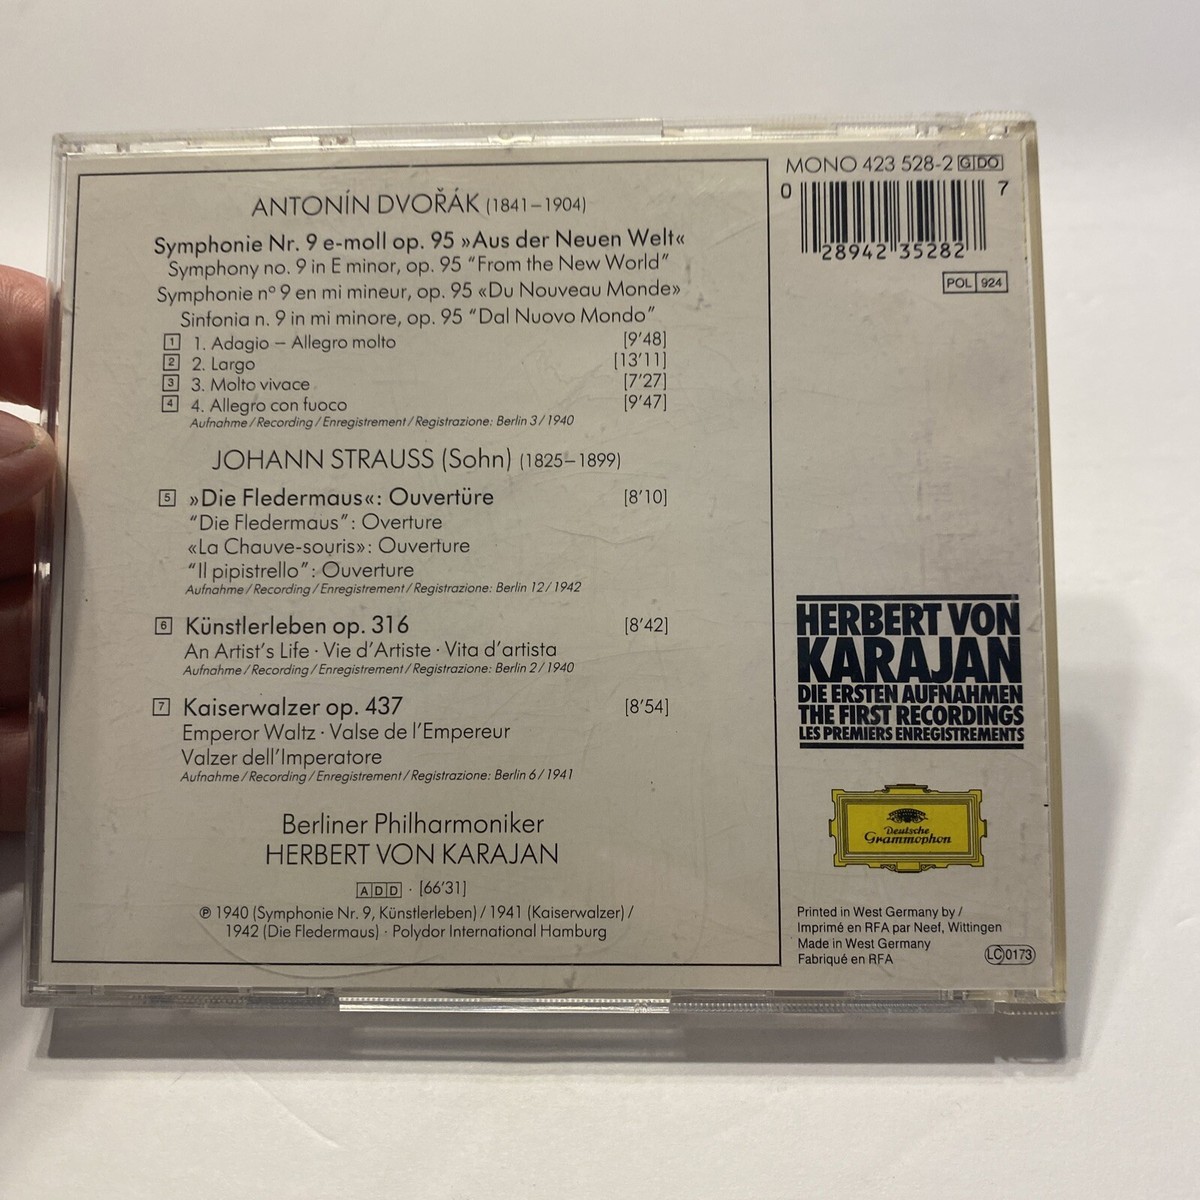 ANTONÍN DVOŘÁK (1841–1904)
Symphonie Nr. 9 e-moll op. 95 »Aus der Neuen Welt«
Symphony no. 9 in E minor, op. 95 “From the New World”
Symphonie nº 9 en mi mineur, op. 95 «Du Nouveau Monde»
Sinfonia n. 9 in mi minore, op. 95 “Dal Nuovo Mondo”
1 1. Adagio – Allegro molto [9’48]
2 2. Largo [13’11]
3 3. Molto vivace [7’27]
4 4. Allegro con fuoco [9’47]
Aufnahme / Recording / Enregistrement / Registrazione: Berlin 3 / 1940
JOHANN STRAUSS (Sohn) (1825–1899)
5 »Die Fledermaus«: Ouvertüre [8’10]
“Die Fledermaus”: Overture
«La Chauve-souris»: Ouverture
“Il pipistrello”: Ouverture
Aufnahme / Recording / Enregistrement / Registrazione: Berlin 12 / 1942
6 Künstlerleben op. 316 [8’42]
An Artist’s Life · Vie d’Artiste · Vita d’artista
Aufnahme / Recording / Enregistrement / Registrazione: Berlin 2 / 1940
7 Kaiserwalzer op. 437 [8’54]
Emperor Waltz · Valse de l’Empereur
Valzer dell’Imperatore
Aufnahme / Recording / Enregistrement / Registrazione: Berlin 6 / 1941
Berliner Philharmoniker
HERBERT VON KARAJAN
ADD · [66’31]
℗ 1940 (Symphonie Nr. 9, Künstlerleben) / 1941 (Kaiserwalzer) /
1942 (Die Fledermaus) · Polydor International Hamburg
MONO 423 528-2 G DO
0 28942 35282 7
POL 924
HERBERT VON
KARAJAN
DIE ERSTEN AUFNAHMEN
THE FIRST RECORDINGS
LES PREMIERS ENREGISTREMENTS
Deutsche
Grammophon
Printed in West Germany by /
Imprimé en RFA par Neef, Wittingen
Made in West Germany
Fabriqué en RFA
LC 0173